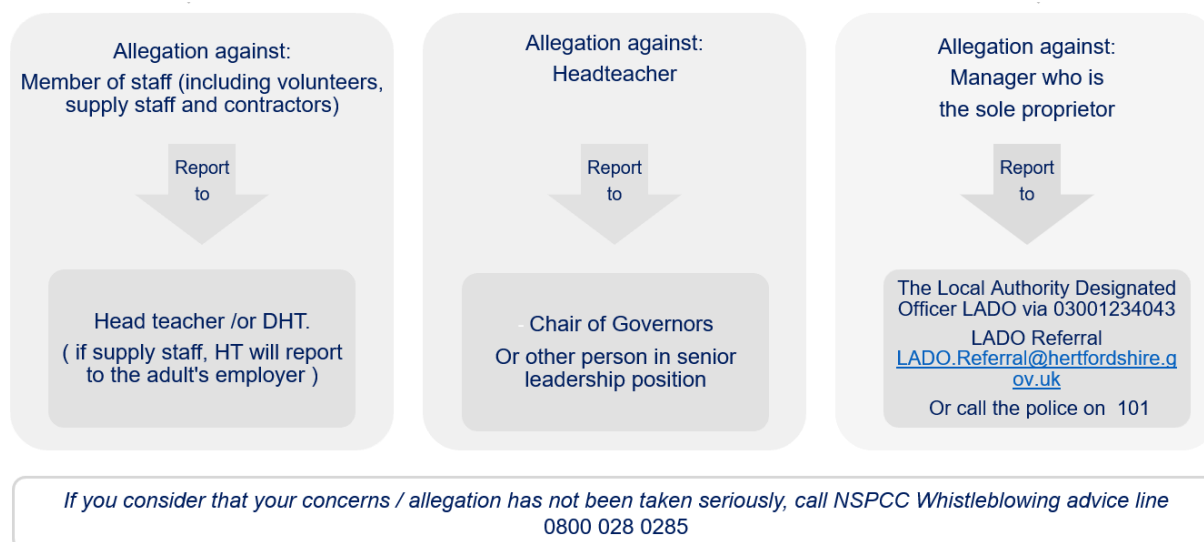 Allegation against:
Member of staff (including volunteers,
supply staff and contractors)
Report
to
Head teacher /or DHT.
( if supply staff, HT will report
to the adult's employer )
Allegation against:
Headteacher
Report
to
- Chair of Governors
Or other person in senior
leadership position
Allegation against:
Manager who is
the sole proprietor
Report
to
The Local Authority Designated
Officer LADO via 03001234043
LADO Referral
LADO.Referral@hertfordshire.g
ov.uk
Or call the police on 101
If you consider that your concerns / allegation has not been taken seriously, call NSPCC Whistleblowing advice line
0800 028 0285